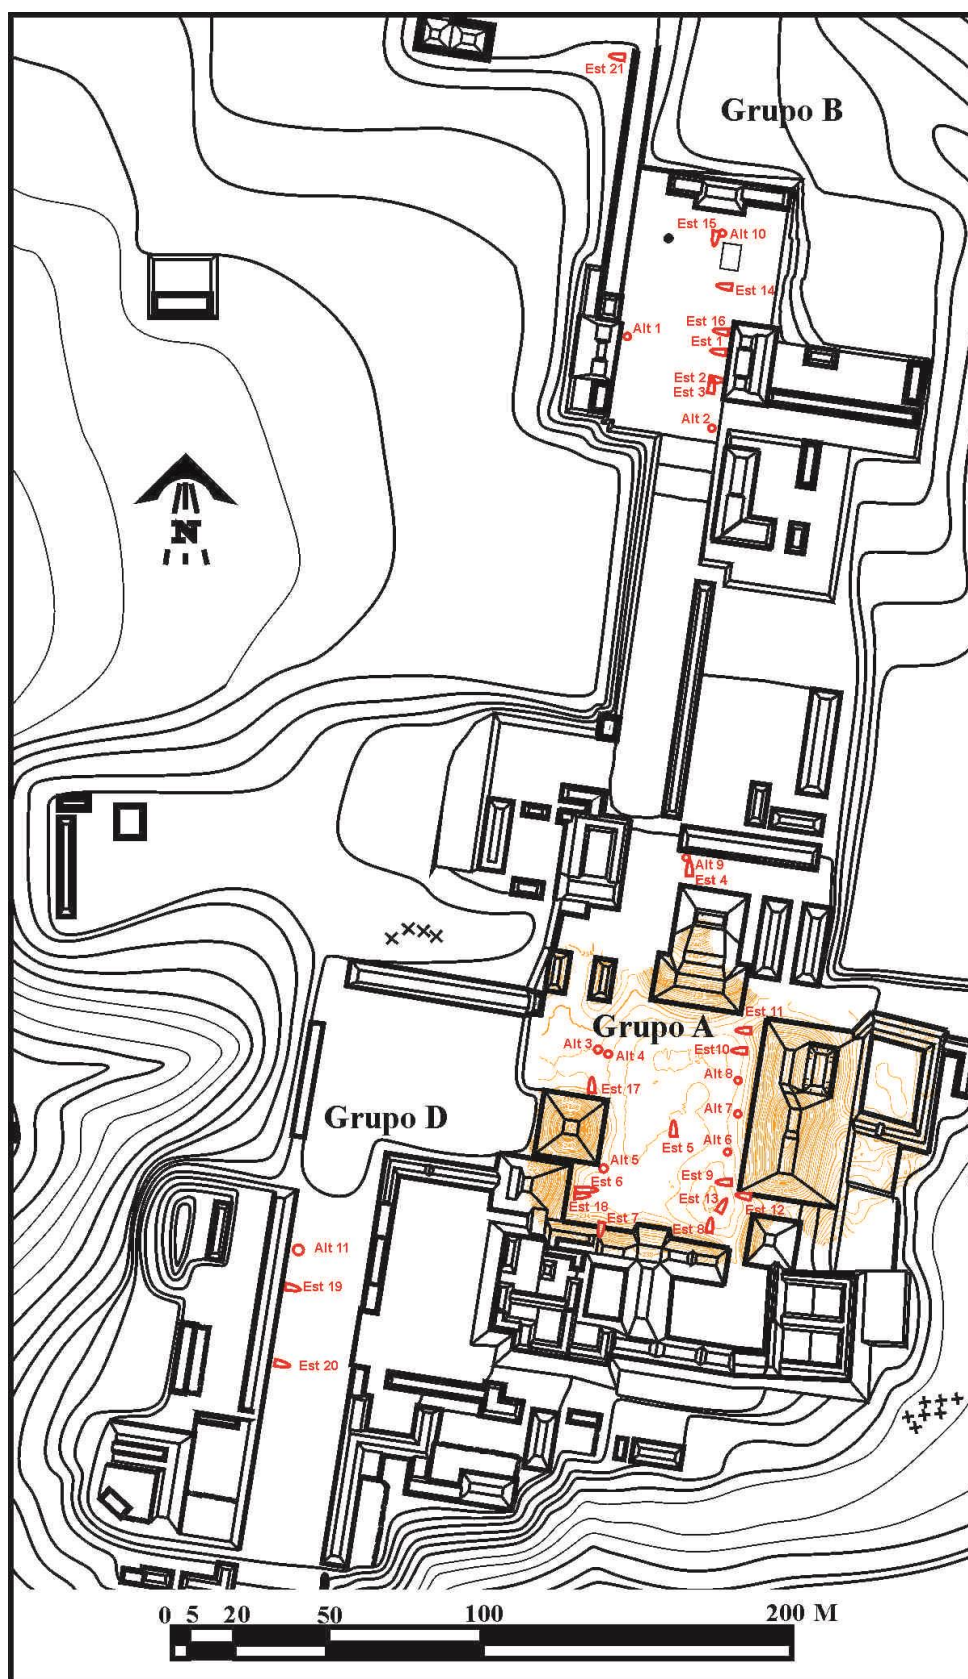 Est 21
Grupo B
Est 15
Alt 10
Est 14
Alt 1
Est 16
Est 1
Est 2
Est 3
Alt 2
N
Alt 9
Est 4
Grupo A
Est 11
Alt 3
Alt 4
Est10
Alt 8
Est 17
Alt 7
Grupo D
Est 5
Alt 6
Alt 5
Est 6
Est 9
Est 18
Est 13
Est 12
Est 7
Est 8
Alt 11
Est 19
Est 20
0 5 20 50 100 200 M